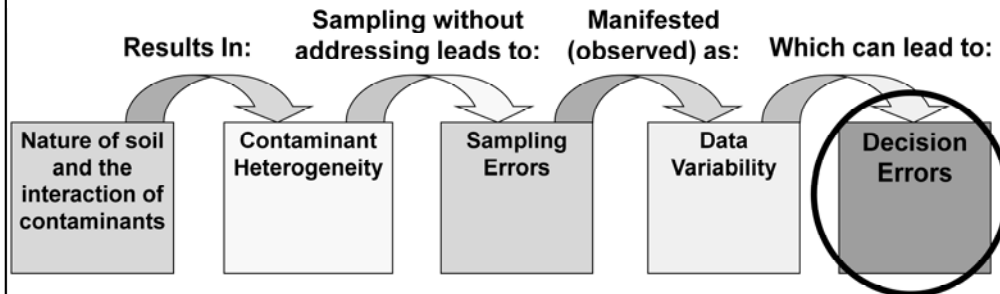 Results In:
Sampling without
addressing leads to:
Manifested
(observed) as:
Which can lead to:
Nature of soil
and the
interaction of
contaminants
Contaminant
Heterogeneity
Sampling
Errors
Data
Variability
Decision
Errors